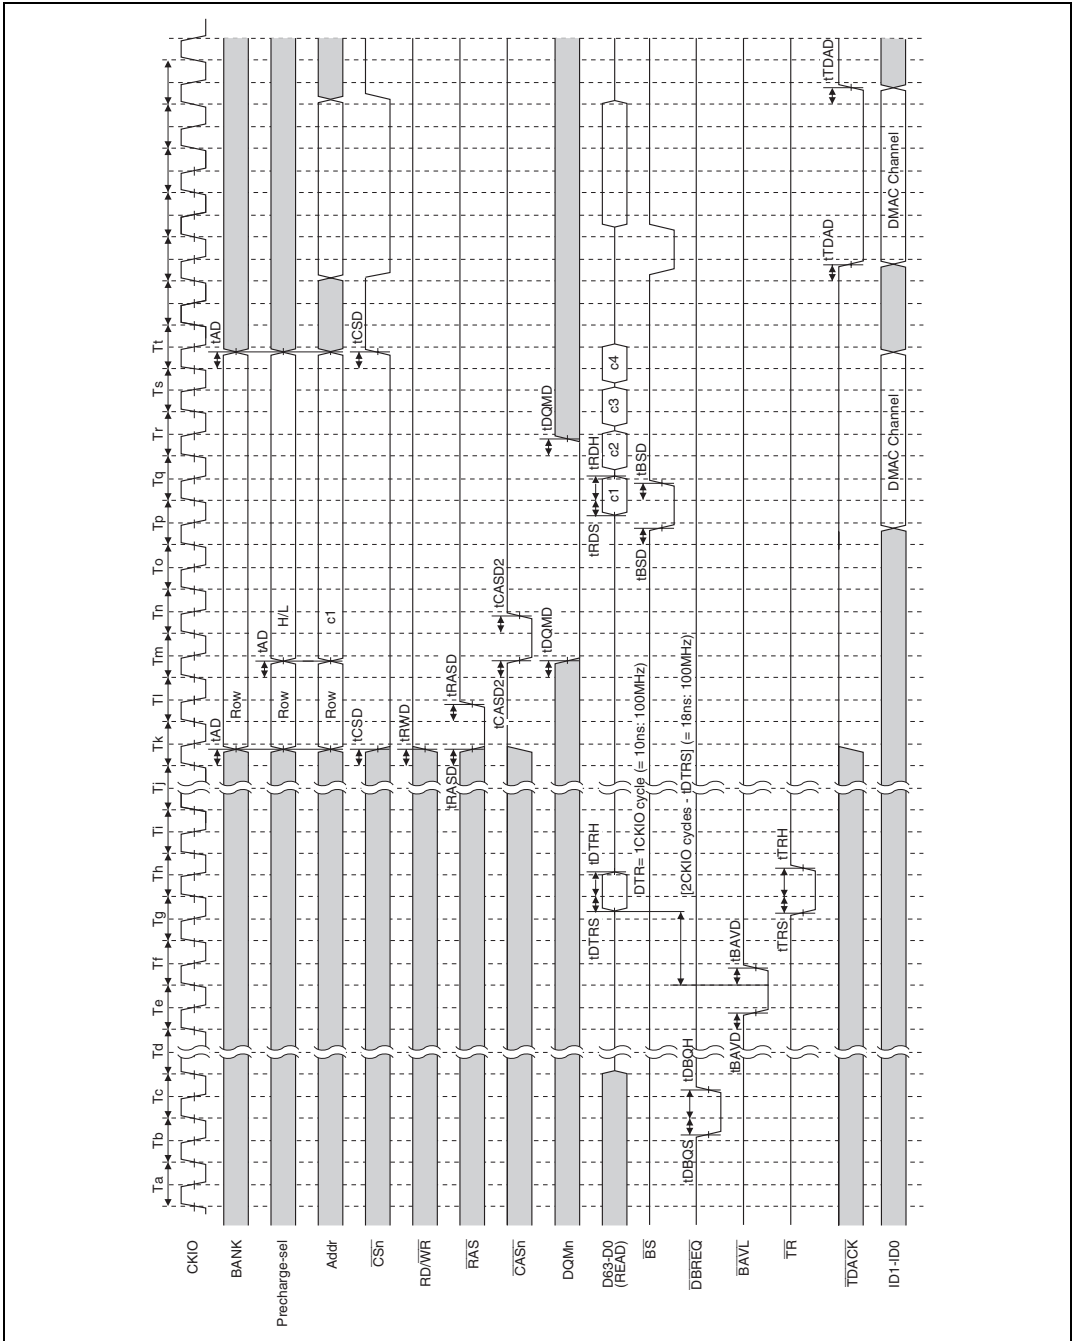 CKIO
Ta
Tb
Tc
Td
Te
Tf
Tg
Th
Ti
Tj
Tk
Tl
Tm
Tn
To
Tp
Tq
Tr
Ts
Tt
BANK
tAD
Row
tAD
Precharge-sel
Row
tAD
H/L
Addr
Row
c1
CSn
tCSD
tCSD
RD/WR
tRWD
RAS
tRASD
tRASD
CASn
tCASD2
tCASD2
DQMn
tDQMD
tDQMD
D63-D0
(READ)
tDTRS
tDTRH
tRDS
tRDH
c1
c2
c3
c4
DTR= 1CKIO cycle (= 10ns: 100MHz)
BS
tBSD
tBSD
[2CKIO cycles - tDTRS] (= 18ns: 100MHz)
DBREQ
tDBQS
tDBQH
BAVL
tBAVD
tBAVD
TR
tTRS
tTRH
TDACK
tTDAD
tTDAD
ID1-ID0
DMAC Channel
DMAC Channel